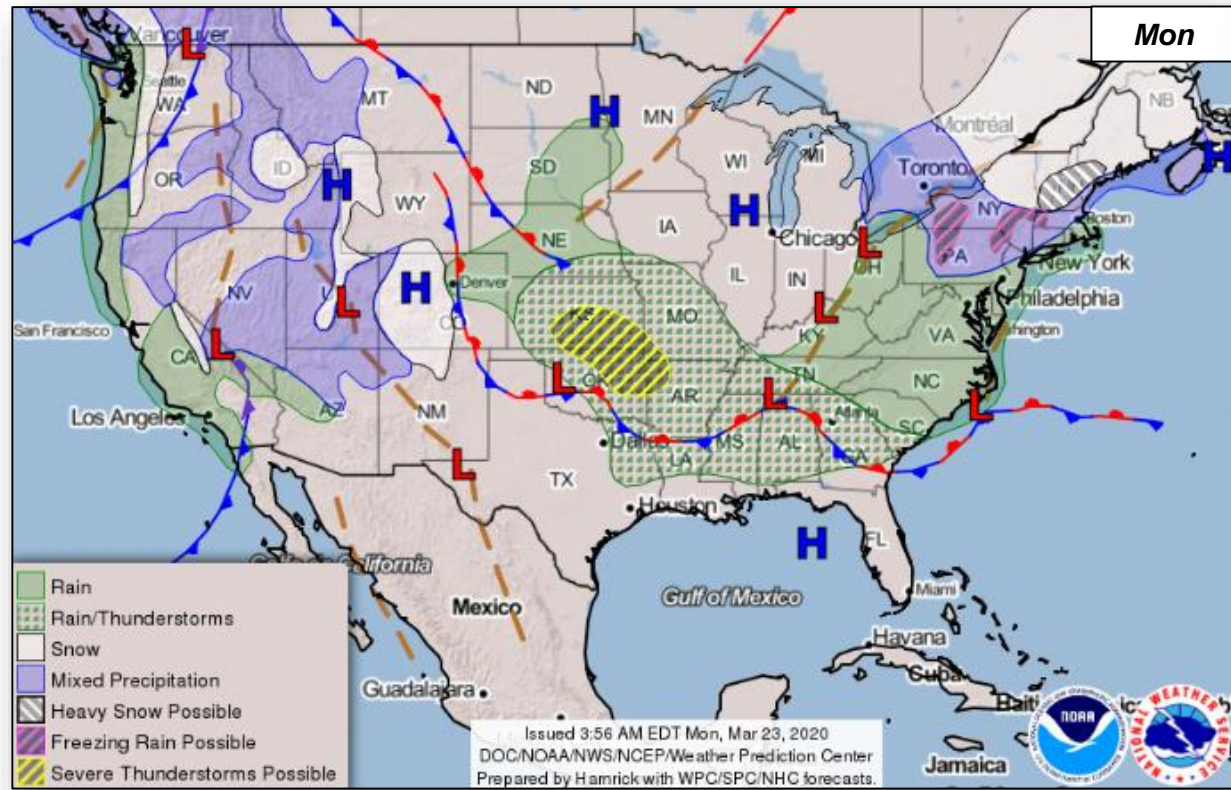 Mon
Vancouver
Seattle
WA
MT
ND
MN
Montréal
NB
OR
ID
SD
WI
MI
Toronto
WY
NY
Boston
IA
Chicago
NE
PA
New York
NV
Denver
IL
IN
OH
Philadelphia
San Francisco
CO
KS
MO
KY
VA
CA
TN
NC
Los Angeles
AZ
NM
AR
Atlanta
SC
Dallas
MS
AL
GA
LA
TX
Houston
FL
H
H
H
H
H
H
L
L
L
L
L
L
L
L
L
Mexico
Gulf of Mexico
Miami
Havana
Cuba
Guadalajara
Jamaica
Rain
Rain/Thunderstorms
Snow
Mixed Precipitation
Heavy Snow Possible
Freezing Rain Possible
Severe Thunderstorms Possible
Issued 3:56 AM EDT Mon, Mar 23, 2020
DOC/NOAA/NWS/NCEP/Weather Prediction Center
Prepared by Hamrick with WPC/SPC/NHC forecasts.
NOAA
NATIONAL WEATHER SERVICE